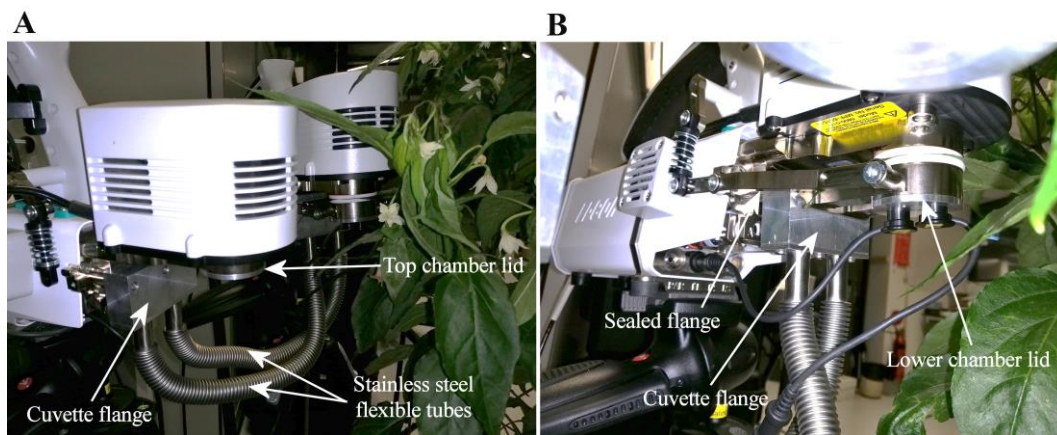 A
B
Top chamber lid
Sealed flange
Lower chamber lid
Stainless steel
flexible tubes
Cuvette flange
Cuvette flange